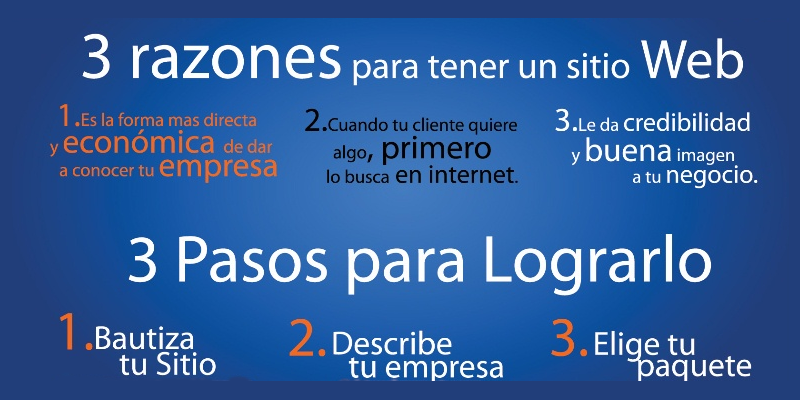 3 razones para tener un sitio Web
1.Es la forma mas directa
y económica de dar
a conocer tu empresa
2.Cuando tu cliente quiere
algo, primero
lo busca en internet.
3.Le da credibilidad
y buena imagen
a tu negocio.
3 Pasos para Lograrlo
1.Bautiza
tu Sitio
2.Describe
tu empresa
3.Elige tu
paquete